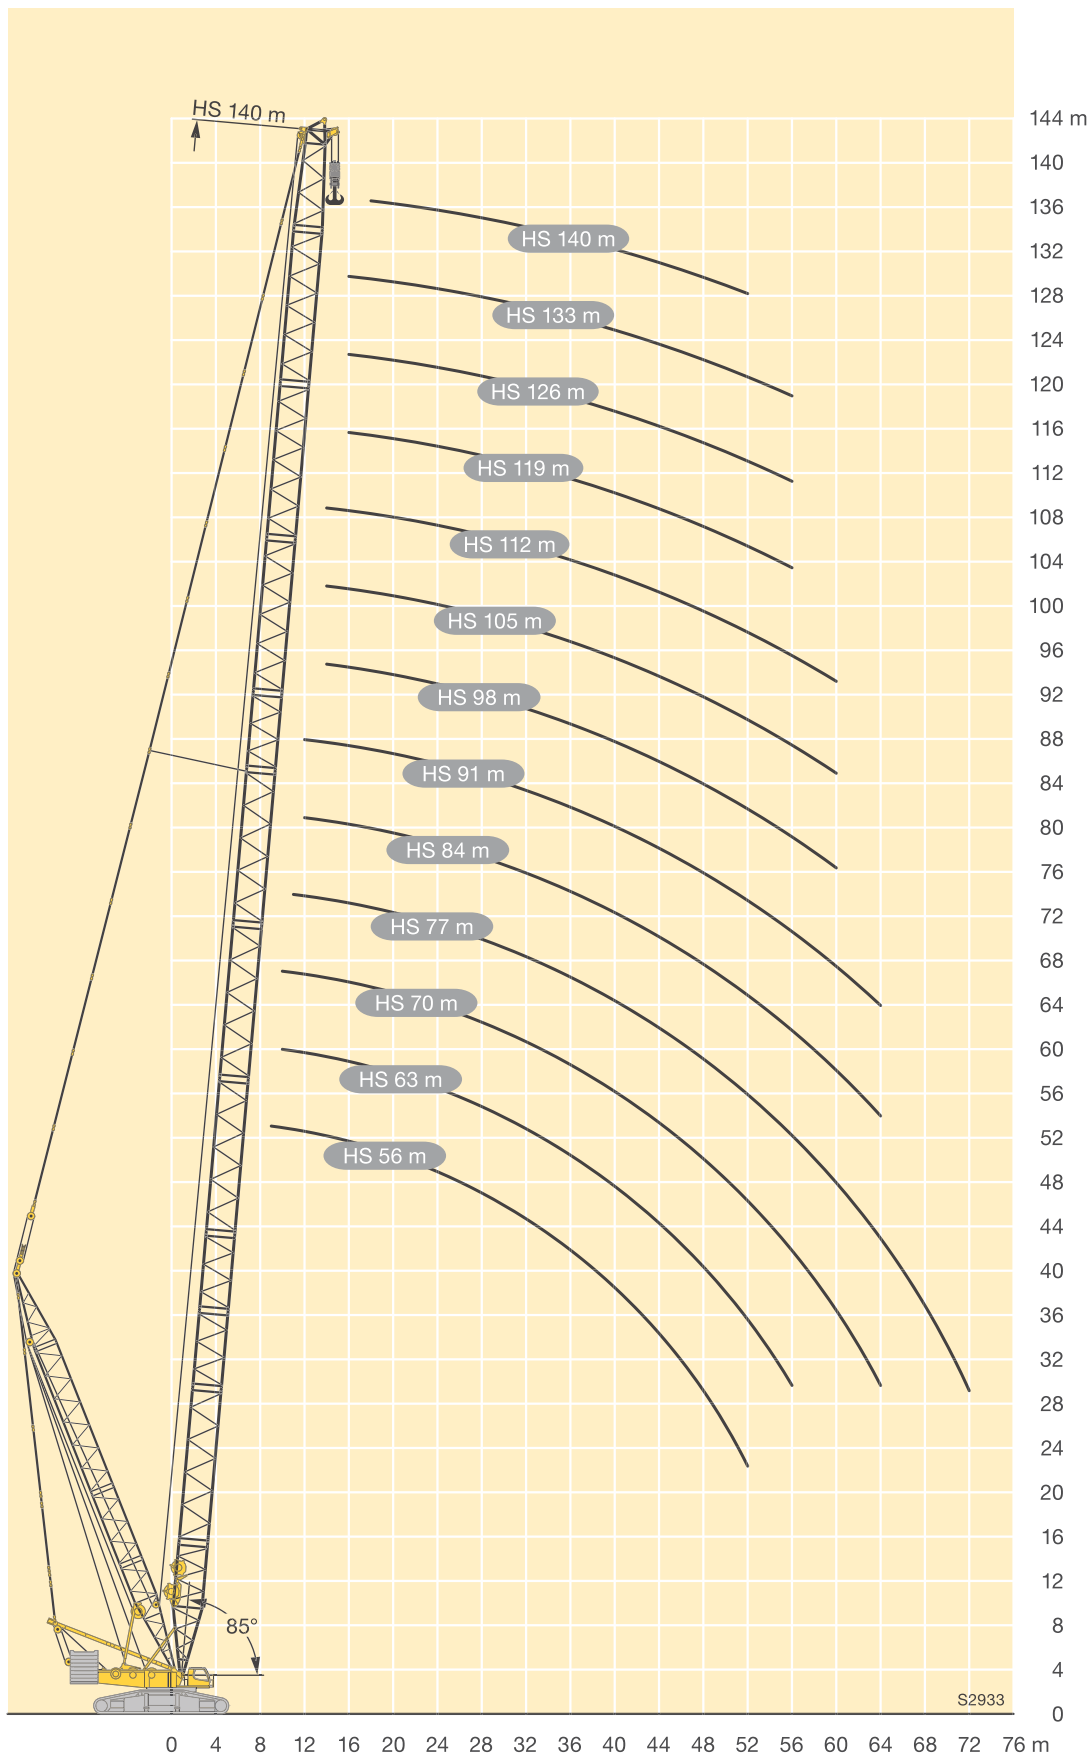 HS 140 m
144 m
140
136
HS 140 m
132
128
HS 133 m
124
120
HS 126 m
116
112
HS 119 m
108
104
HS 112 m
100
HS 105 m
96
92
HS 98 m
88
84
HS 91 m
80
HS 84 m
76
72
HS 77 m
68
64
HS 70 m
60
HS 63 m
56
52
HS 56 m
48
44
40
36
32
28
24
20
16
12
85°
8
4
S2933
0
0 4 8 12 16 20 24 28 32 36 40 44 48 52 56 60 64 68 72 76 m